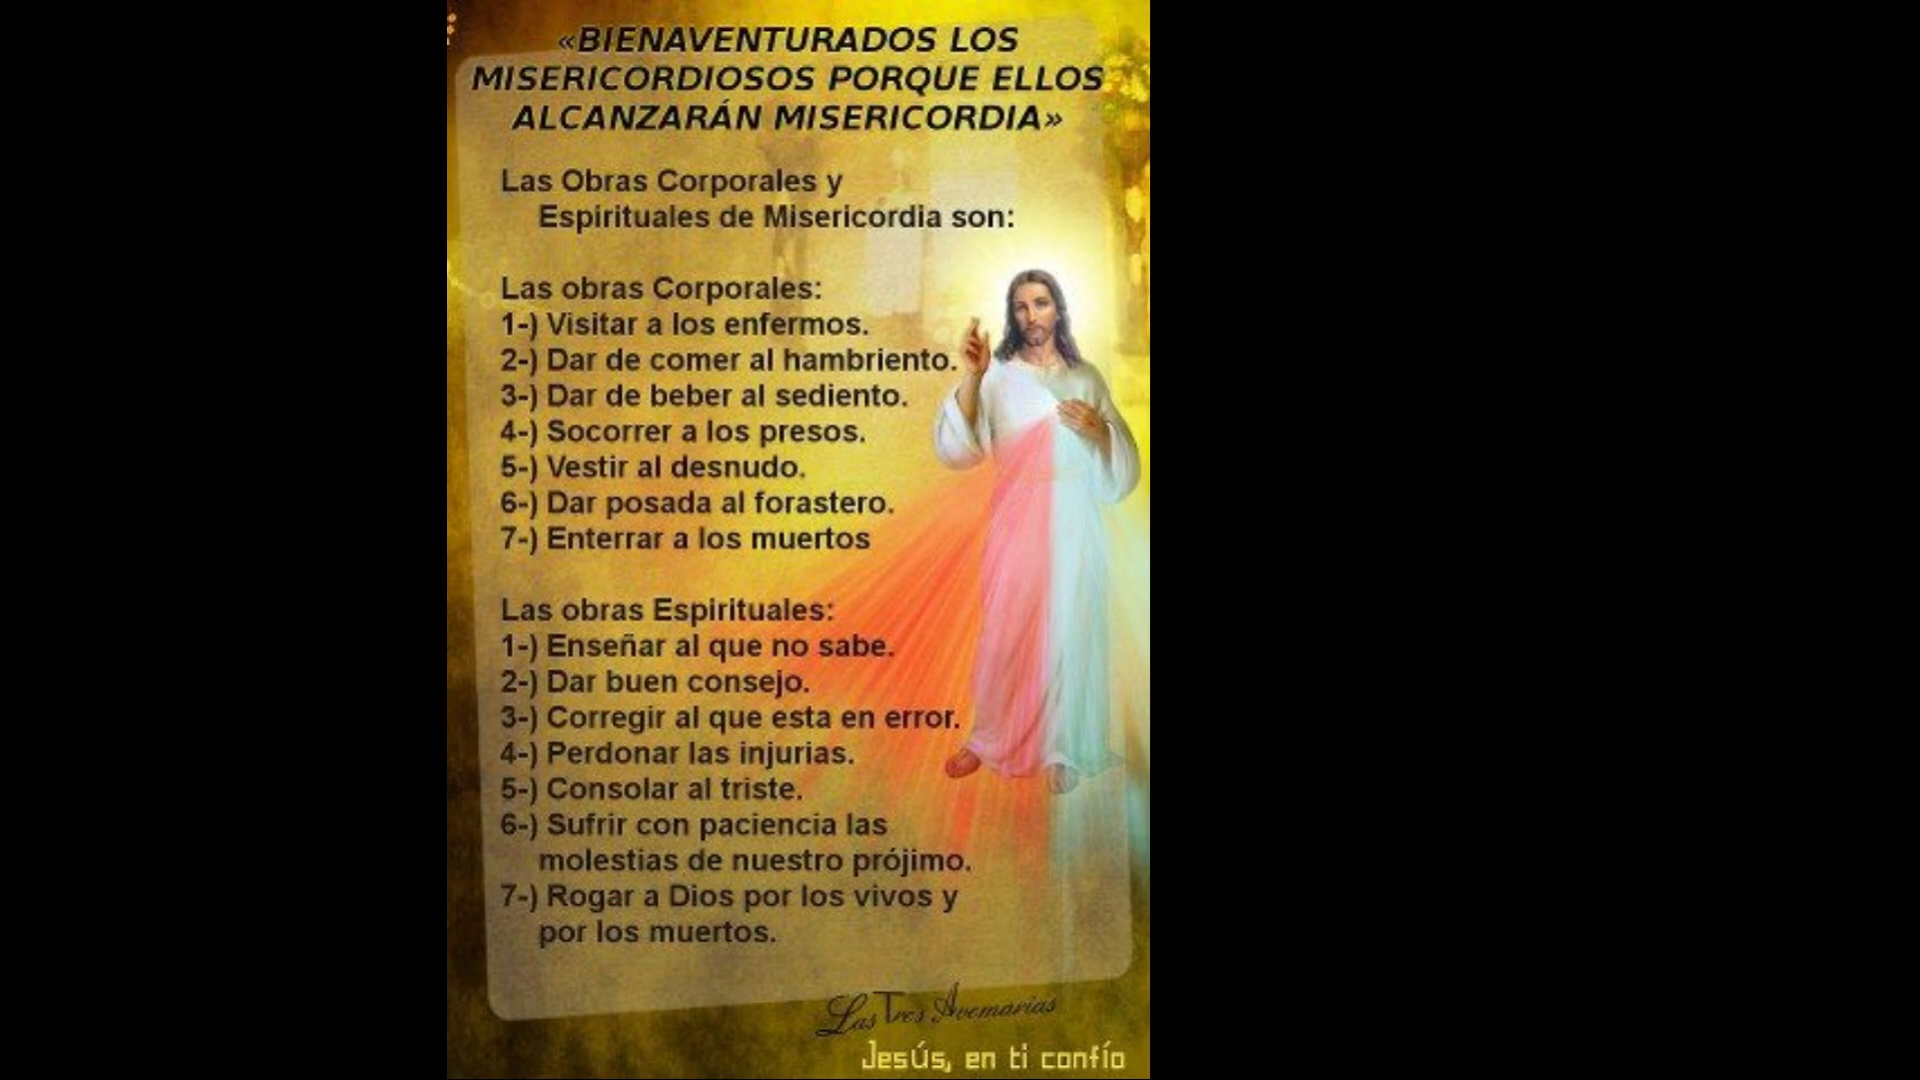 «BIENAVENTURADOS LOS
MISERICORDIOSOS PORQUE ELLOS
ALCANZARÁN MISERICORDIA»
Las Obras Corporales y
Espirituales de Misericordia son:
Las obras Corporales:
1-) Visitar a los enfermos.
2-) Dar de comer al hambriento.
3-) Dar de beber al sediento.
4-) Socorrer a los presos.
5-) Vestir al desnudo.
6-) Dar posada al forastero.
7-) Enterrar a los muertos
Las obras Espirituales:
1-) Enseñar al que no sabe.
2-) Dar buen consejo.
3-) Corregir al que esta en error.
4-) Perdonar las injurias.
5-) Consolar al triste.
6-) Sufrir con paciencia las
molestias de nuestro prójimo.
7-) Rogar a Dios por los vivos y
por los muertos.
Las Tres Avemarías
Jesús, en ti confío